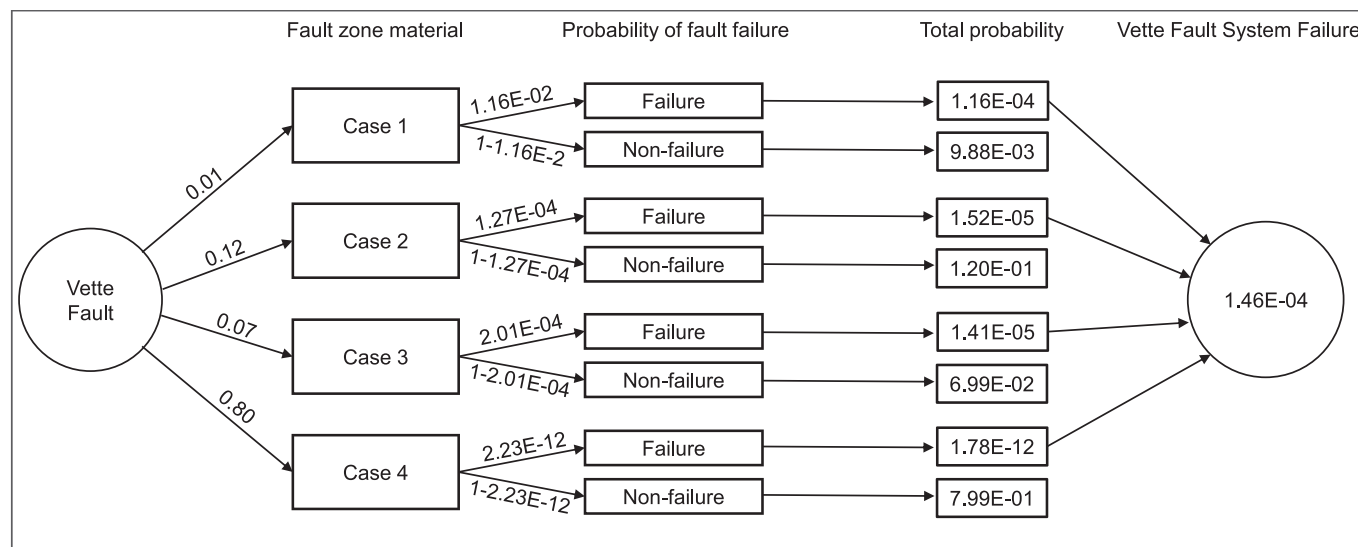 Fault zone material
Probability of fault failure
Total probability
Vette Fault System Failure
Vette
Fault
0.01
0.12
0.07
0.80
Case 1
1.16E-02
1-1.16E-2
Failure
Non-failure
1.16E-04
9.88E-03
Case 2
1.27E-04
1-1.27E-04
Failure
Non-failure
1.52E-05
1.20E-01
Case 3
2.01E-04
1-2.01E-04
Failure
Non-failure
1.41E-05
6.99E-02
Case 4
2.23E-12
1-2.23E-12
Failure
Non-failure
1.78E-12
7.99E-01
1.46E-04